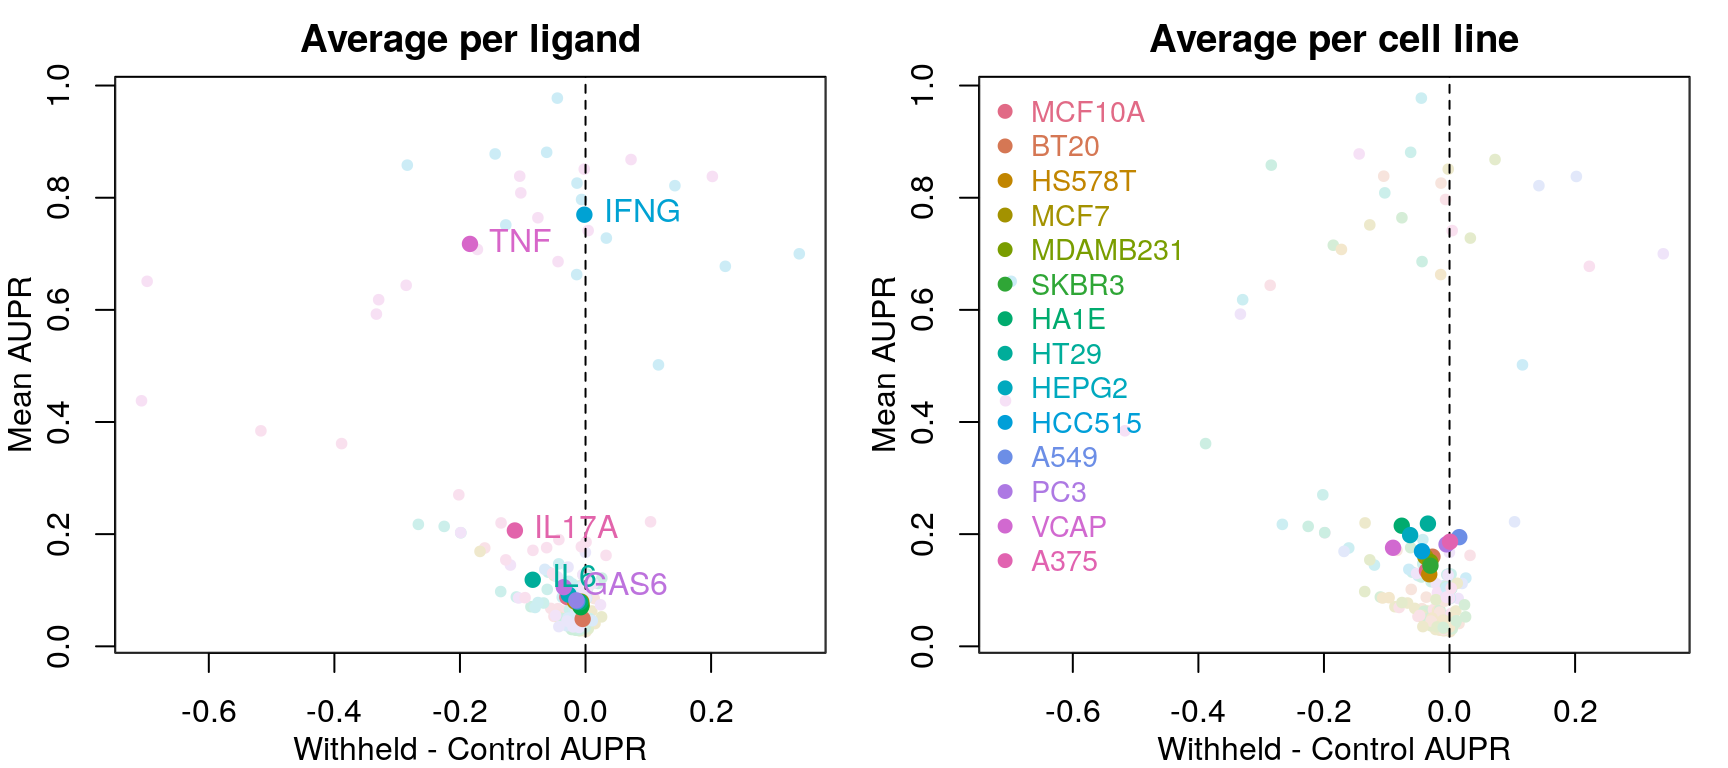 Average per ligand
Mean AUPR
1.0
0.8
0.6
0.4
0.2
0.0
IFNG
TNF
IL17A
IL6
GAS6
-0.6 -0.4 -0.2 0.0 0.2
Withheld - Control AUPR
Average per cell line
Mean AUPR
1.0
0.8
0.6
0.4
0.2
0.0
MCF10A
BT20
HS578T
MCF7
MDAMB231
SKBR3
HA1E
HT29
HEPG2
HCC515
A549
PC3
VCAP
A375
-0.6 -0.4 -0.2 0.0 0.2
Withheld - Control AUPR